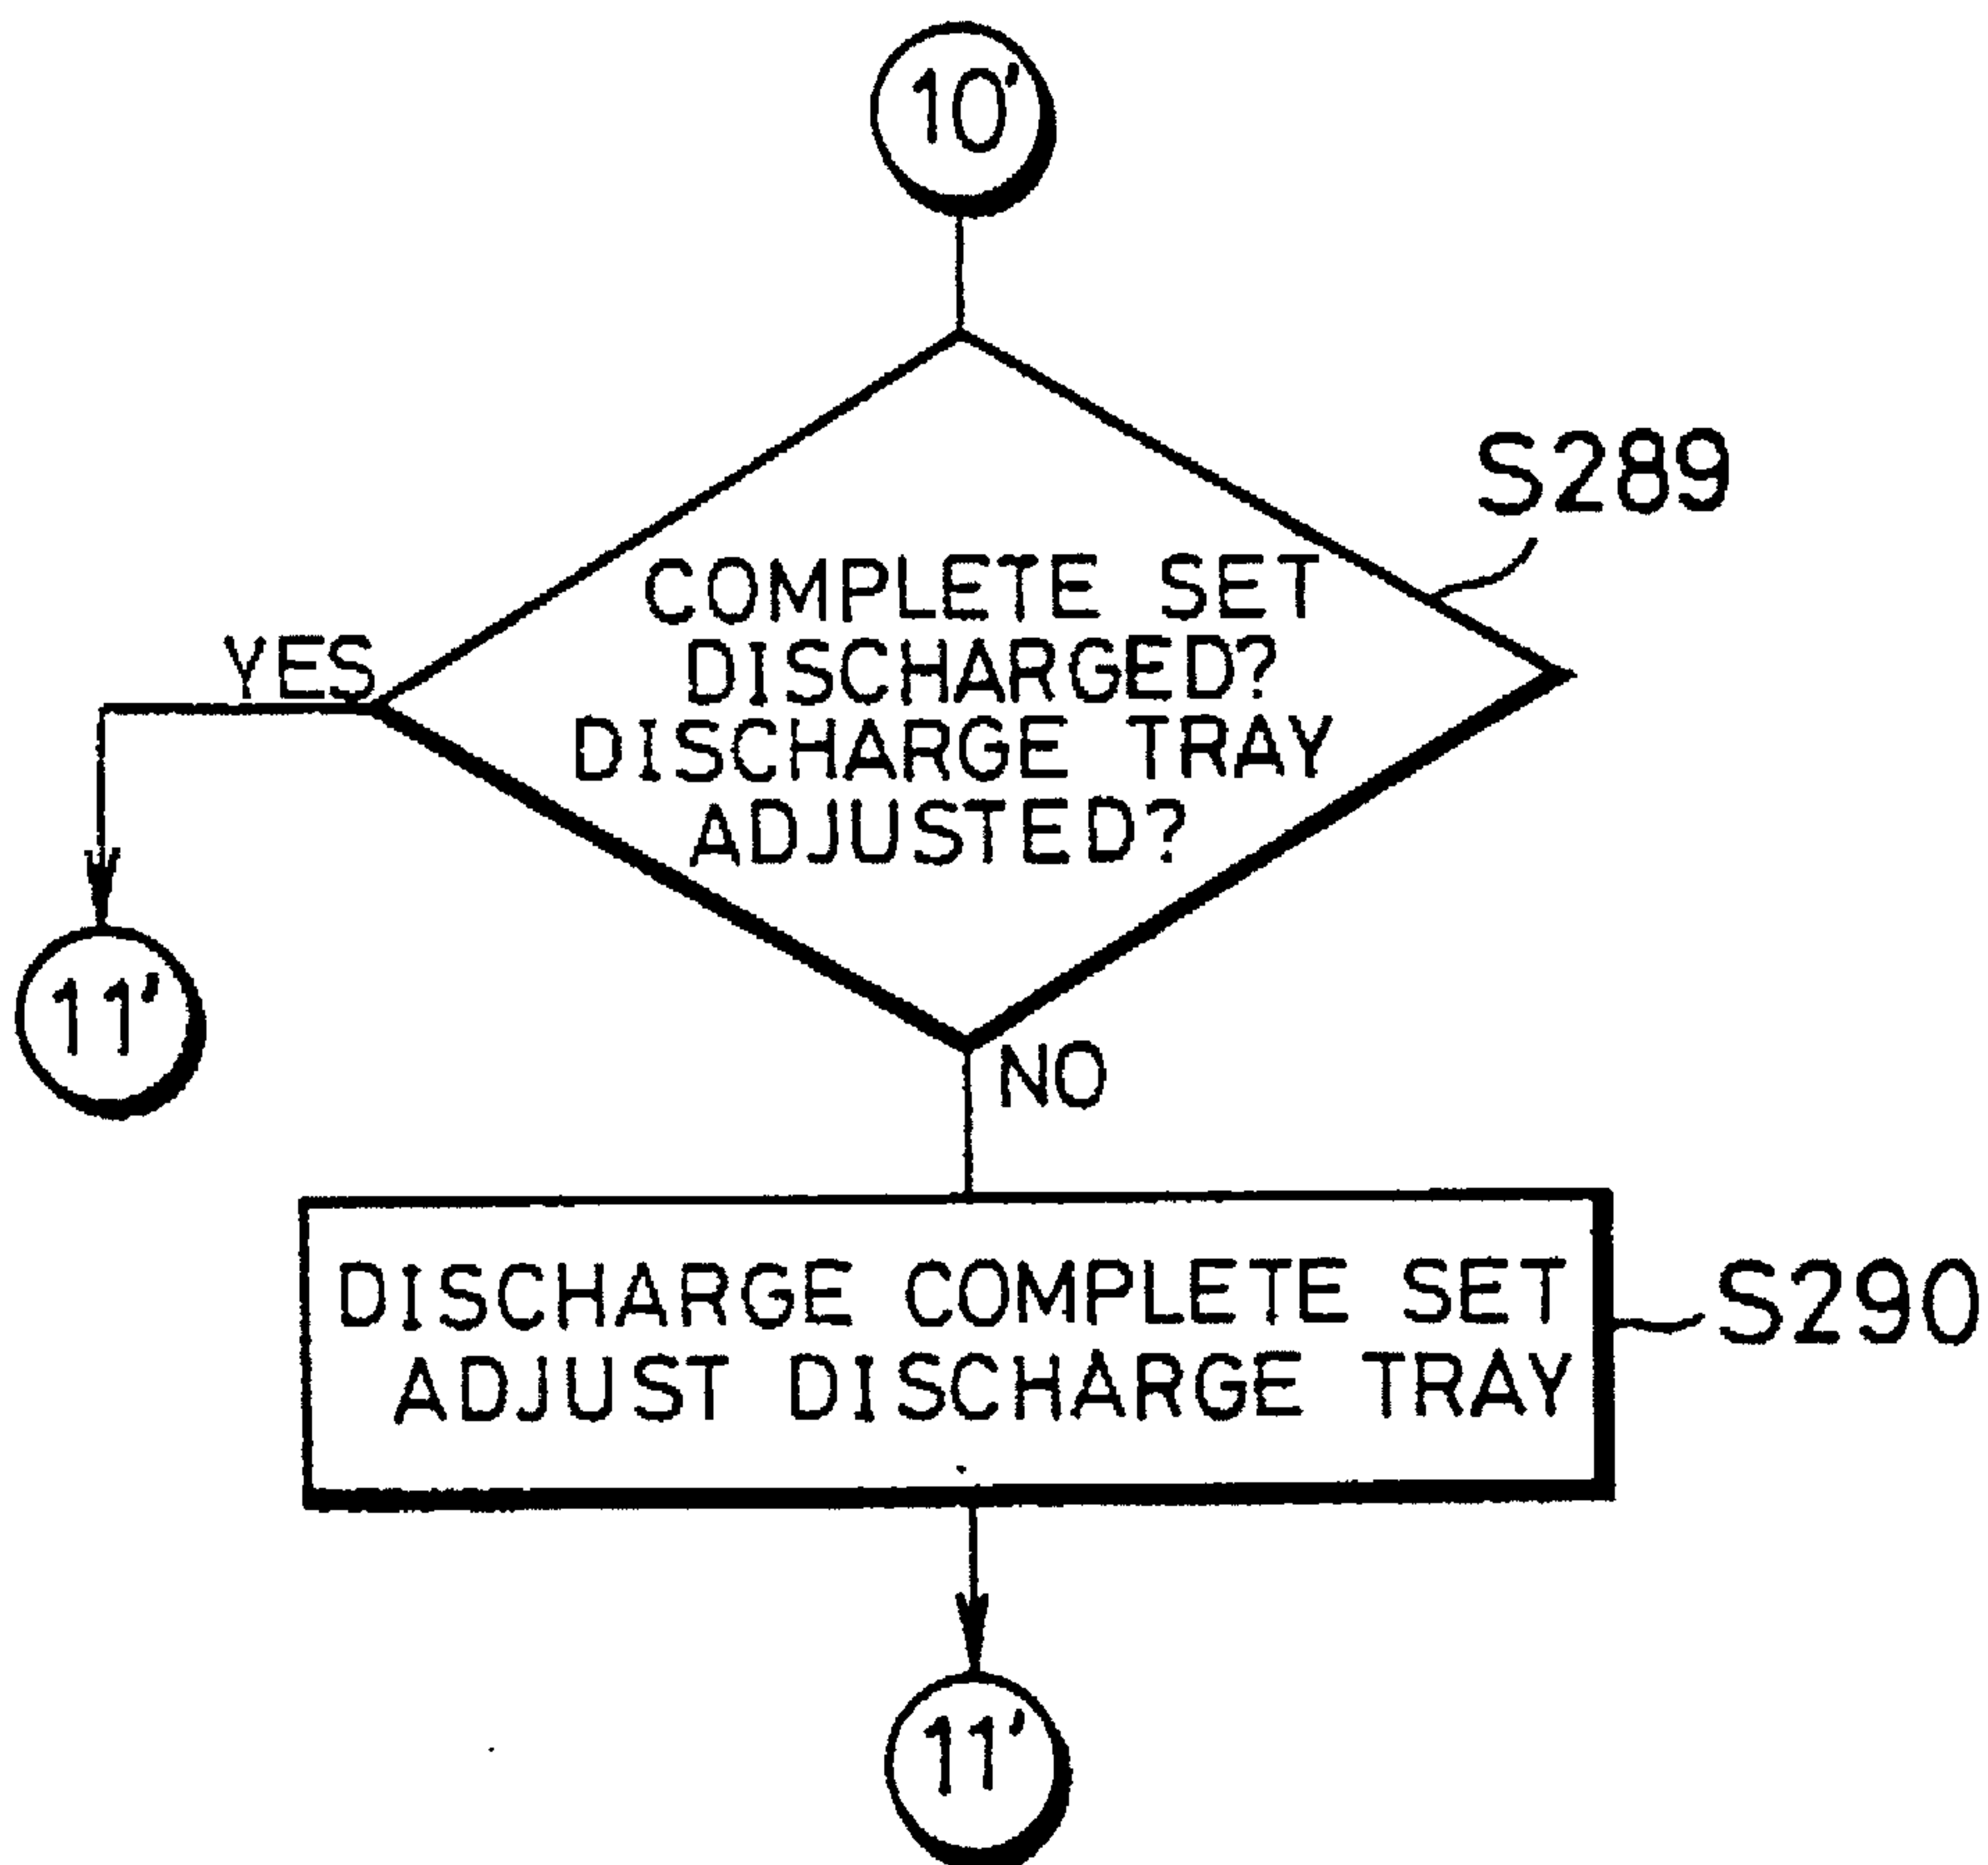 10'
S289
COMPLETE SET
DISCHARGED?
DISCHARGE TRAY
ADJUSTED?
YES
11'
NO
DISCHARGE COMPLETE SET
ADJUST DISCHARGE TRAY
S290
11'